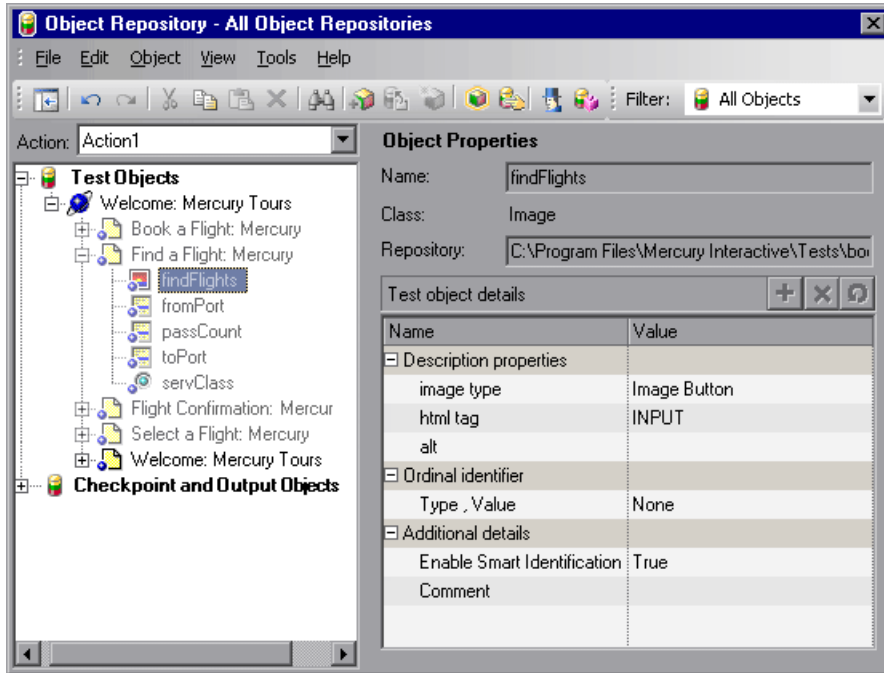 Object Repository - All Object Repositories
File Edit Object View Tools Help
Filter: All Objects
Action: Action1
Test Objects
Welcome: Mercury Tours
Book a Flight: Mercury
Find a Flight: Mercury
findFlights
fromPort
passCount
toPort
servClass
Flight Confirmation: Mercur
Select a Flight: Mercury
Welcome: Mercury Tours
Checkpoint and Output Objects
Object Properties
Name: findFlights
Class: Image
Repository: C:\Program Files\Mercury Interactive\Tests\boo
Test object details
Name Value
Description properties
image type Image Button
html tag INPUT
alt
Ordinal identifier
Type , Value None
Additional details
Enable Smart Identification True
Comment